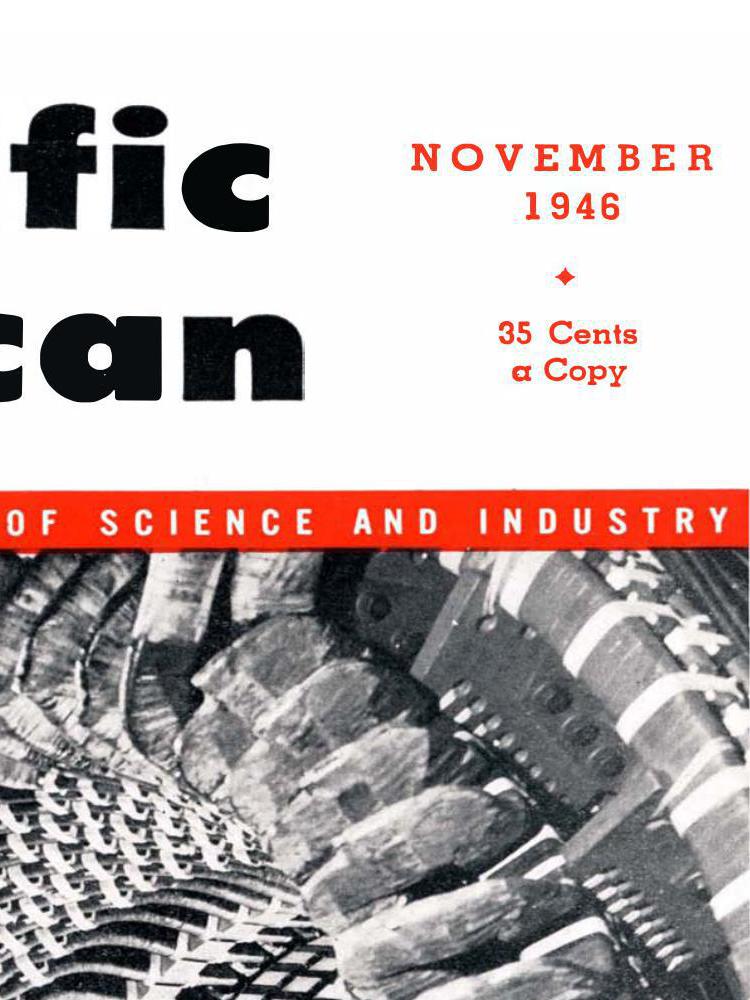 fic
NOVEMBER
1946
can
35 Cents
a Copy
OF SCIENCE AND INDUSTRY